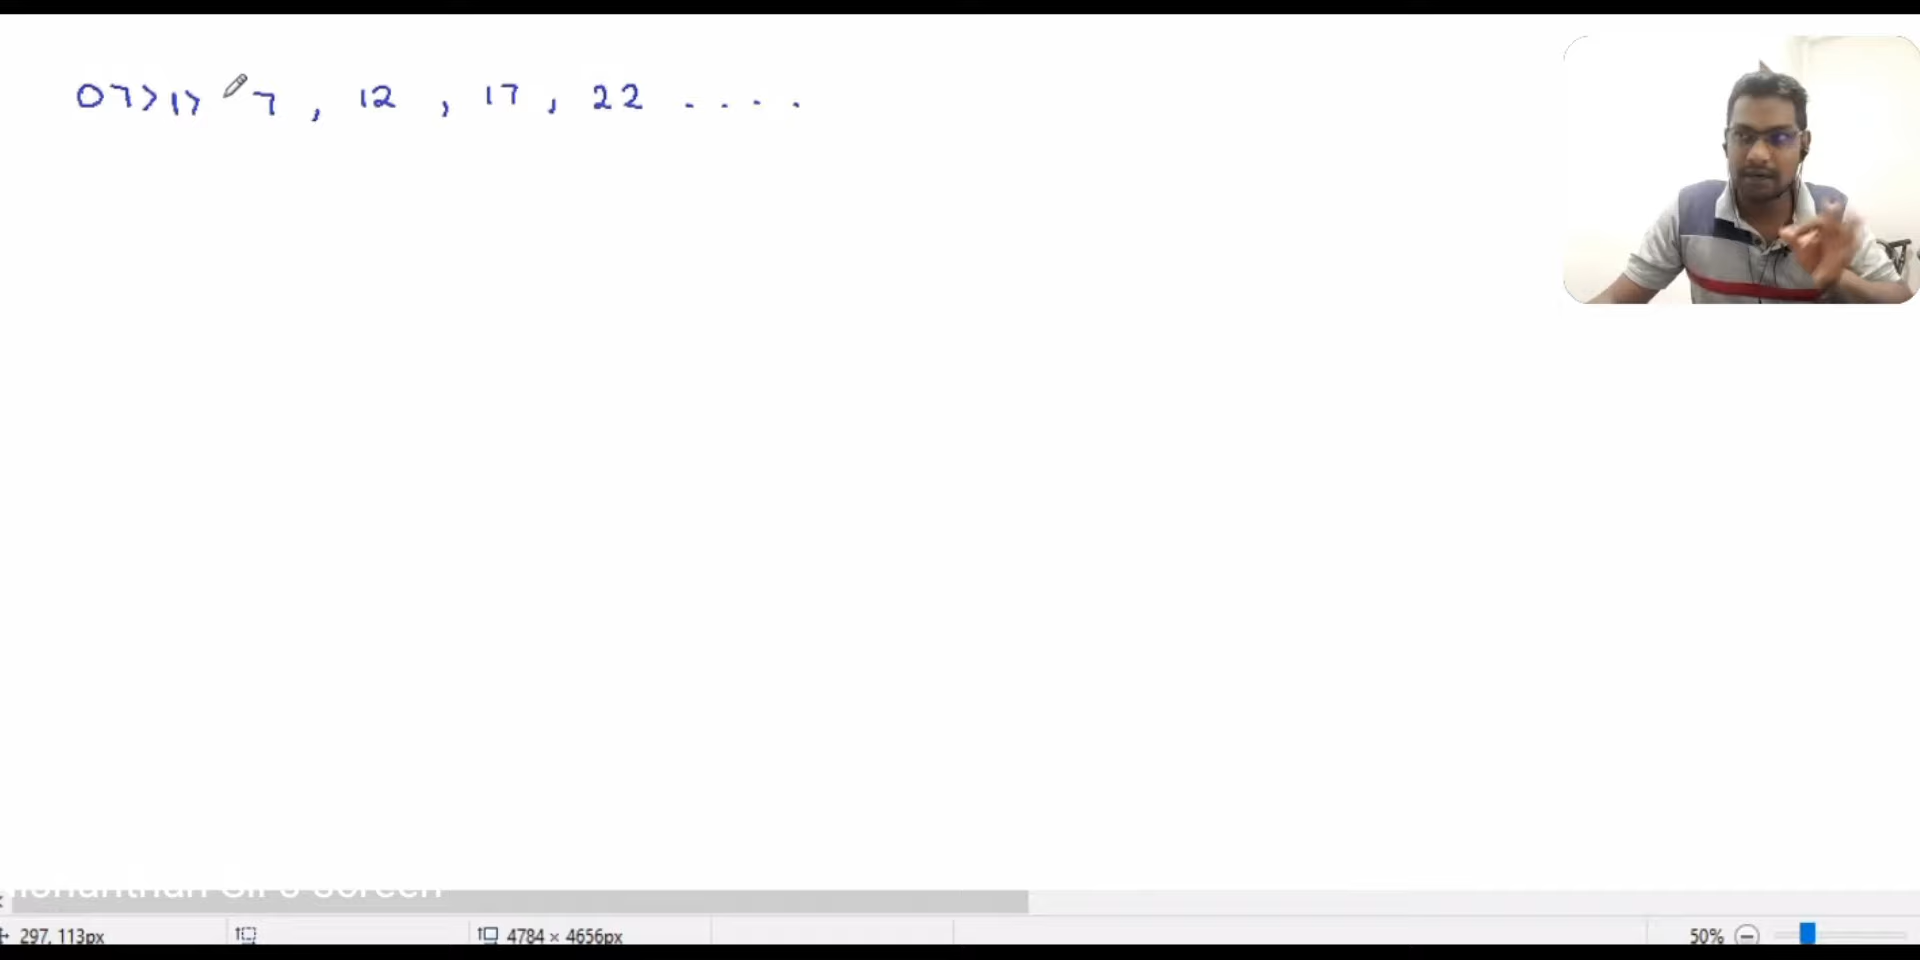 07>17 7, 12, 17, 22 ....
297, 113px
4784 × 4656px
50%